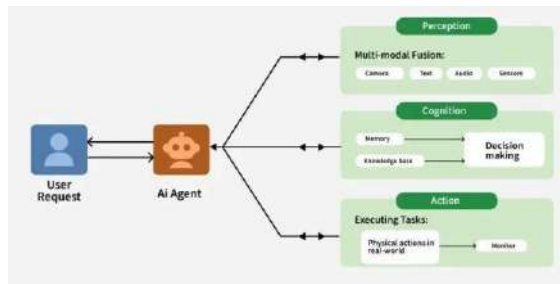 Perception
Multi-modal Fusion:
Camera Text Audio Sensors
Cognition
Memory
Knowledge base
Decision
making
User
Request
Ai Agent
Action
Executing Tasks:
Physical actions in
real-world
Monitor